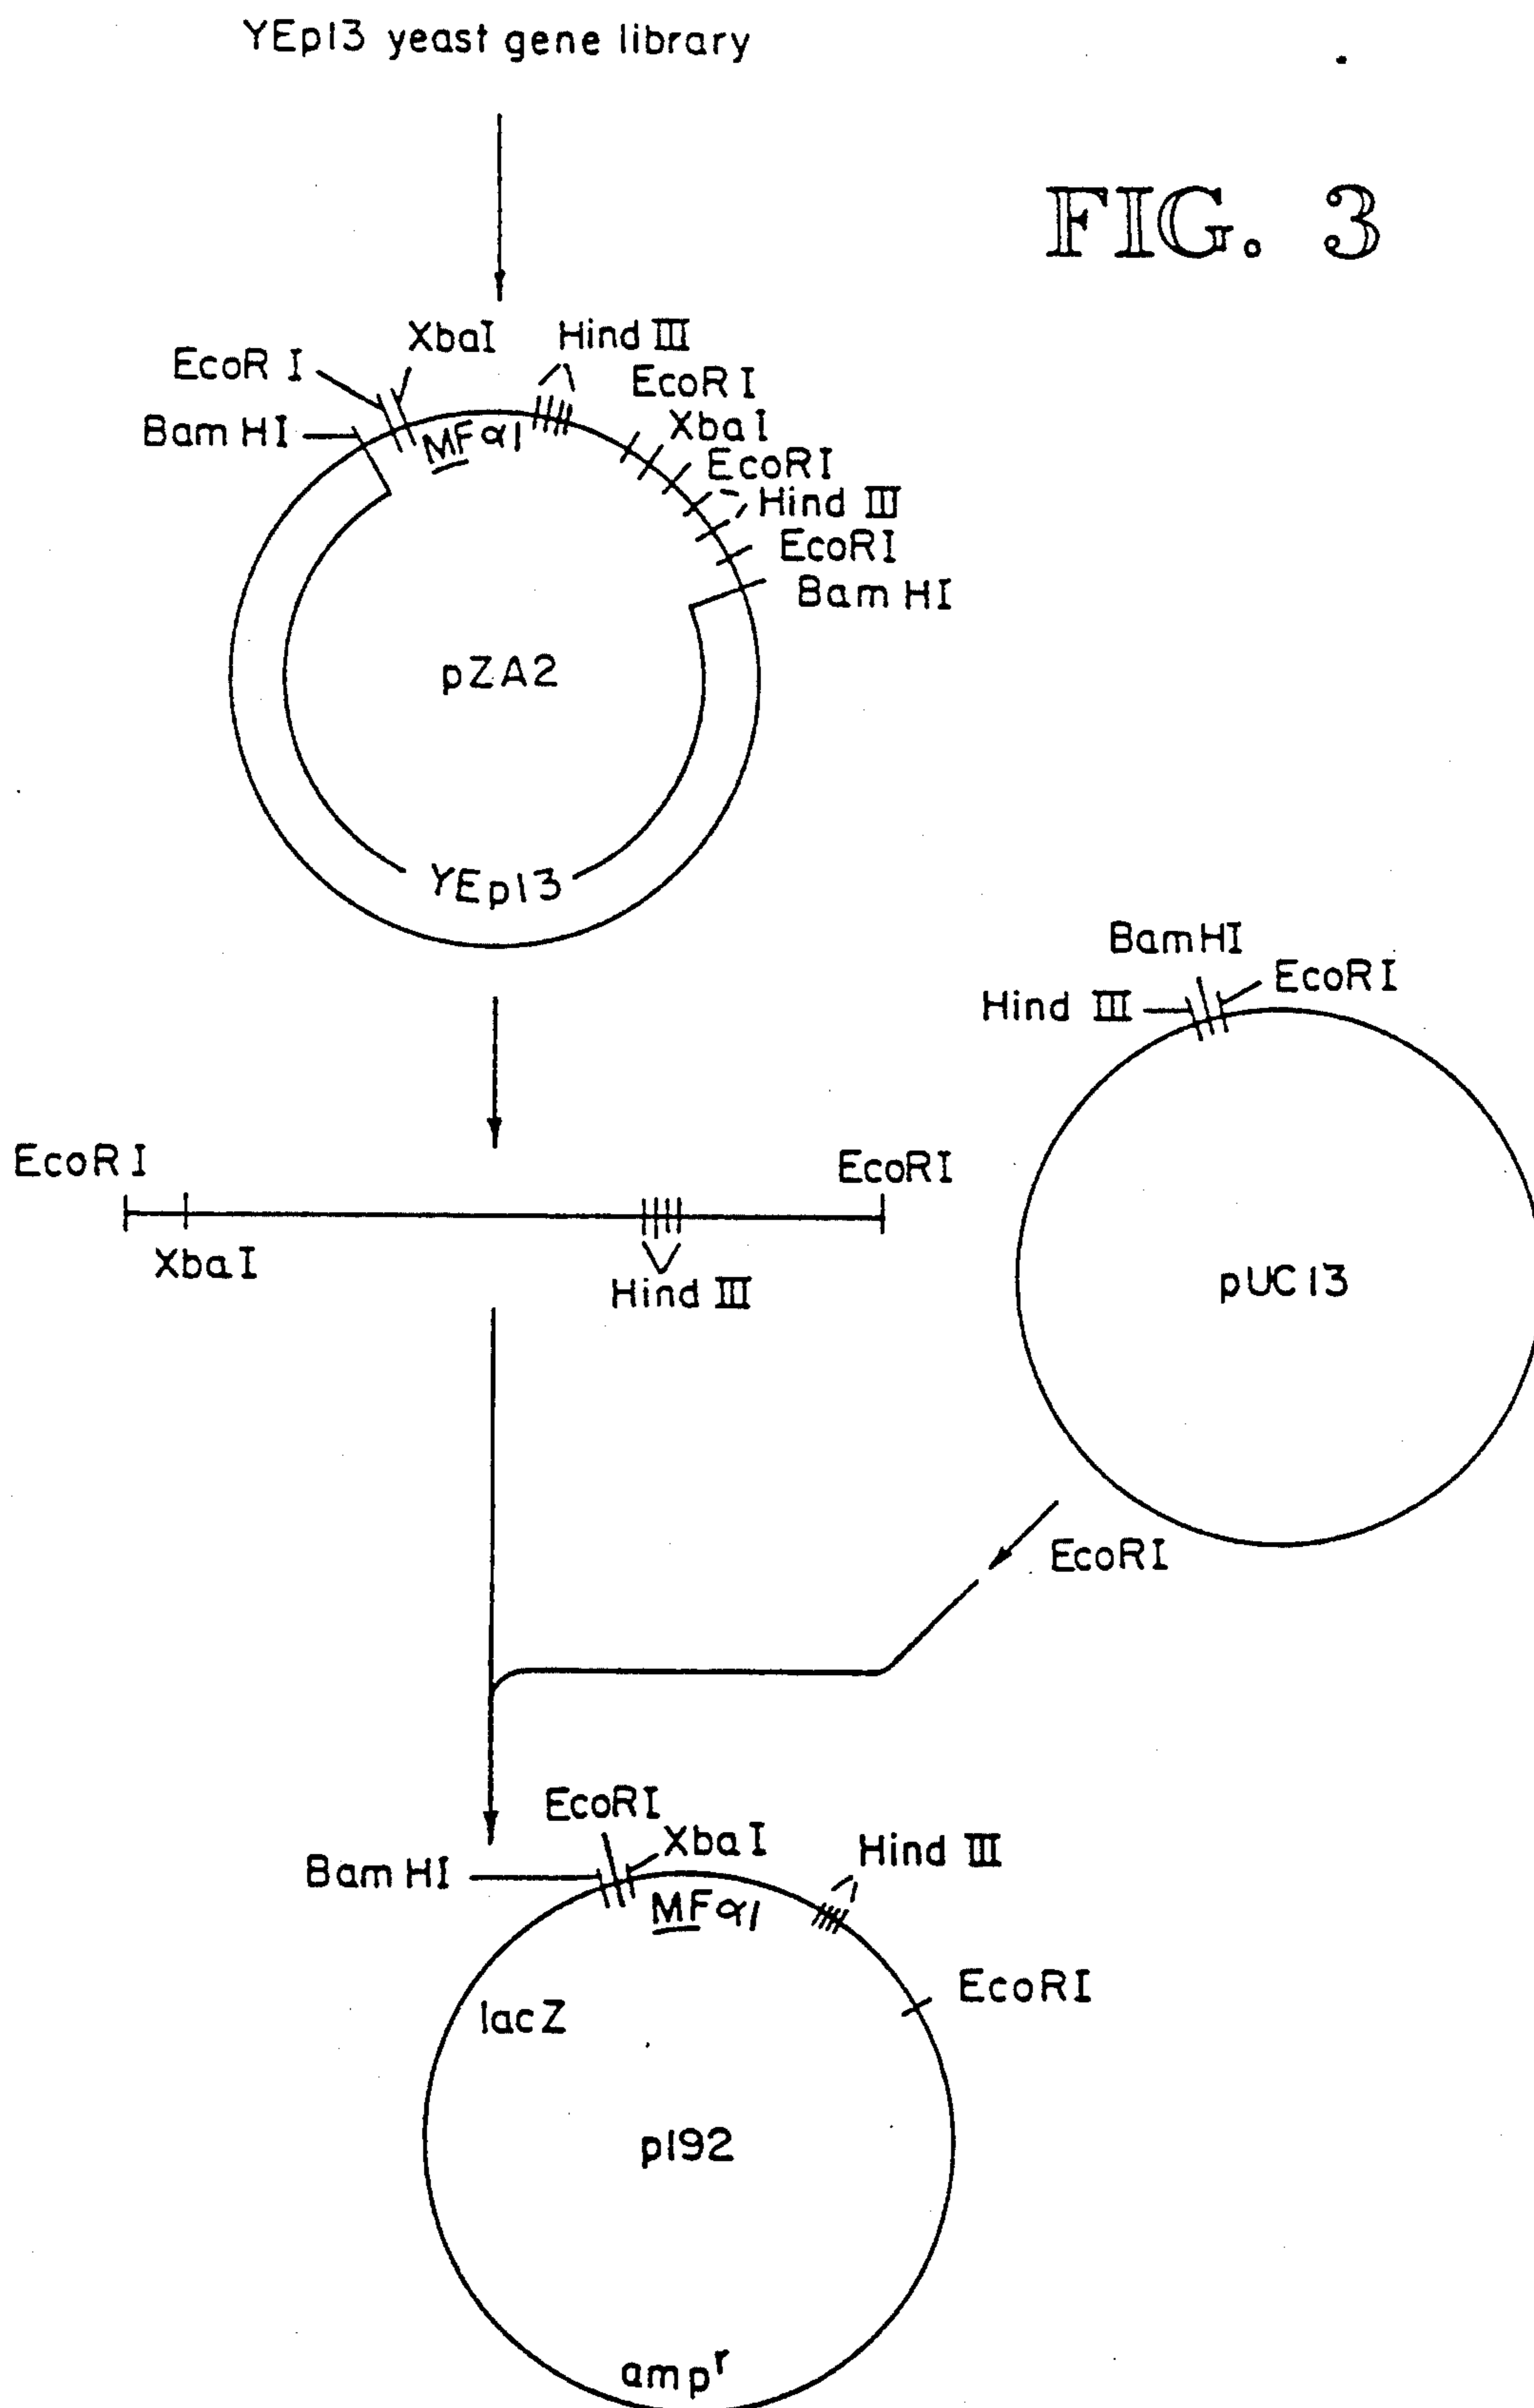 YEp13 yeast gene library
FIG. 3
XbaI
Hind III
EcoR I
EcoR I
Bam HI
MFα1
XbaI
EcoRI
Hind III
EcoRI
Bam HI
pZA2
YEp13
BamHI
EcoRI
Hind III
EcoR I
EcoRI
XbaI
Hind III
pUC13
EcoRI
EcoRI
XbaI
Hind III
Bam HI
MFα1
EcoRI
lacZ
p192
ampʳ